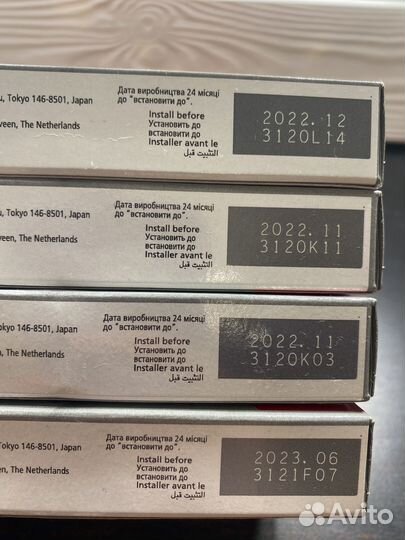 Дата виробництва 24 місяці
до "встановити до".
Tokyo 146-8501, Japan
Install before
Установить до
встановити до
Installer avant le
التثبيت قبل
The Netherlands
2022.12
3120L14
Дата виробництва 24 місяці
до "встановити до".
Tokyo 146-8501, Japan
Install before
Установить до
встановити до
Installer avant le
التثبيت قبل
The Netherlands
2022.11
3120K11
Дата виробництва 24 місяці
до "встановити до".
Tokyo 146-8501, Japan
Install before
Установить до
встановити до
Installer avant le
التثبيت قبل
The Netherlands
2022.11
3120K03
Дата виробництва 24 місяці
до "встановити до".
Tokyo 146-8501, Japan
Install before
Установить до
встановити до
Installer avant le
التثبيت قبل
The Netherlands
2023.06
3121F07
Avito